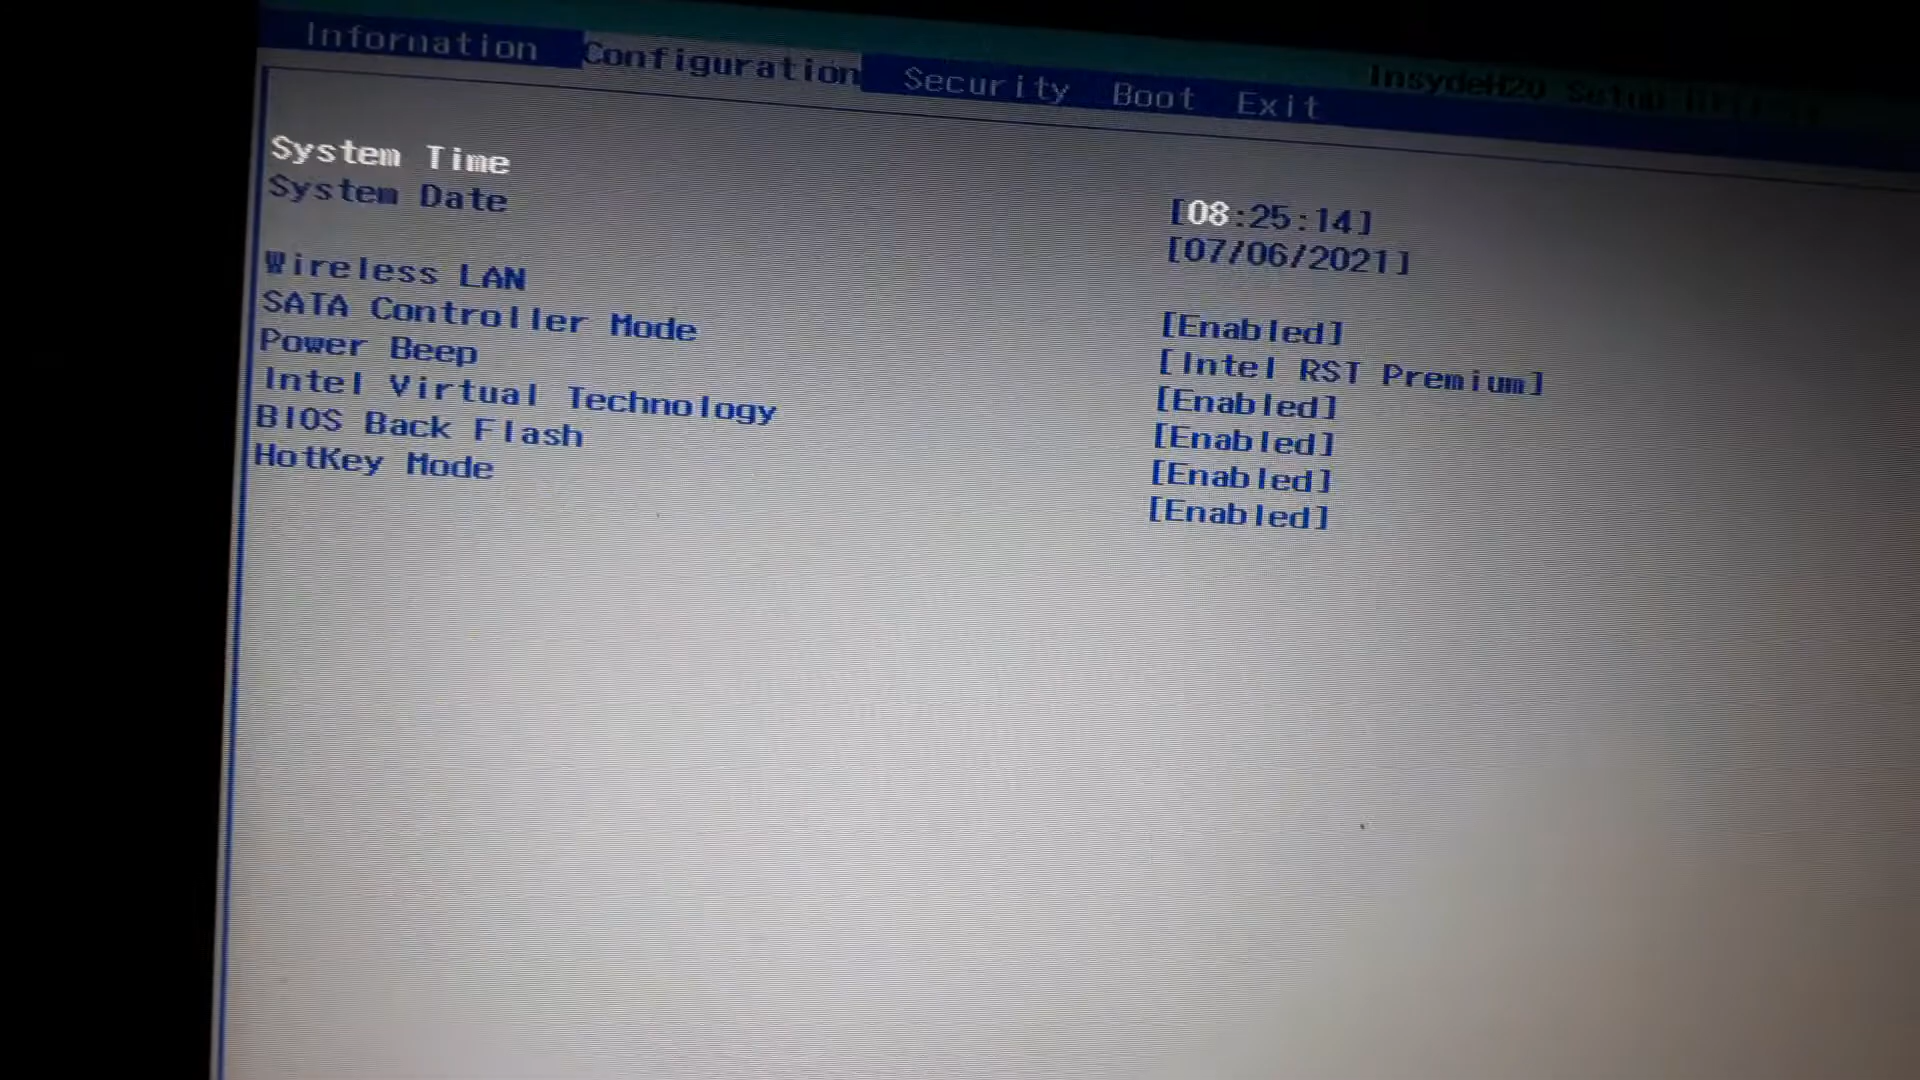 InsydeH20 Setup
Information Configuration Security Boot Exit
System Time [08:25:14]
System Date [07/06/2021]
Wireless LAN [Enabled]
SATA Controller Mode [Intel RST Premium]
Power Beep [Enabled]
Intel Virtual Technology [Enabled]
BIOS Back Flash [Enabled]
HotKey Mode [Enabled]